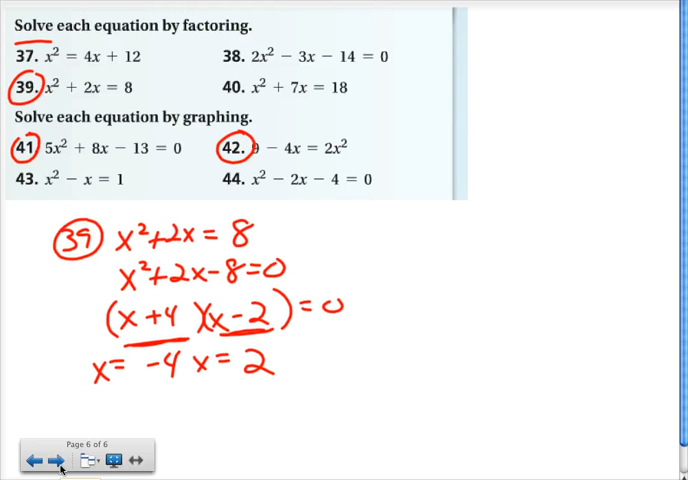 Solve each equation by factoring.
37. x² = 4x + 12 38. 2x² − 3x − 14 = 0
39. x² + 2x = 8 40. x² + 7x = 18
Solve each equation by graphing.
41. 5x² + 8x − 13 = 0 42. 9 − 4x = 2x²
43. x² − x = 1 44. x² − 2x − 4 = 0
39 x²+2x = 8
x²+2x-8=0
(x+4)(x-2)=0
x= -4 x= 2
Page 6 of 6